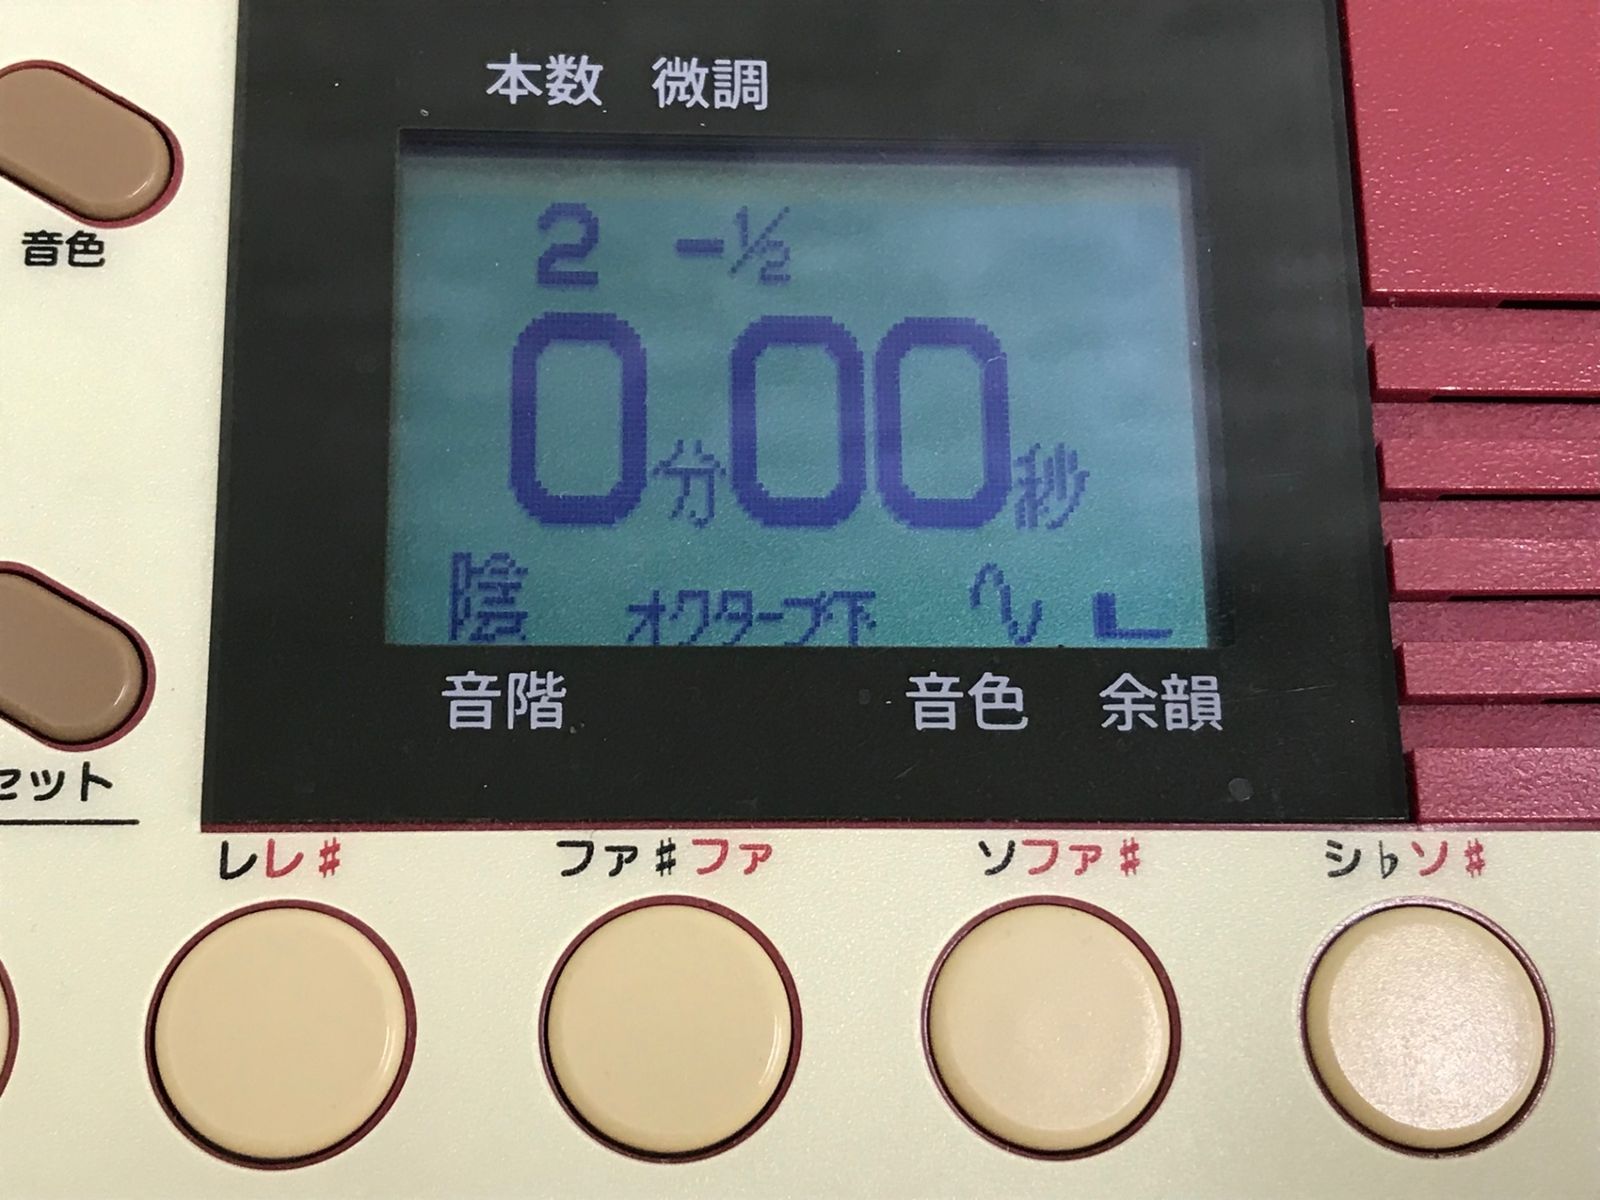 本数 微調
音色
2 -½
0分00秒
陰 オクターブ下
音階 音色 余韻
セット
レレ♯ ファ♯ファ ソファ♯ シ♭ソ♯